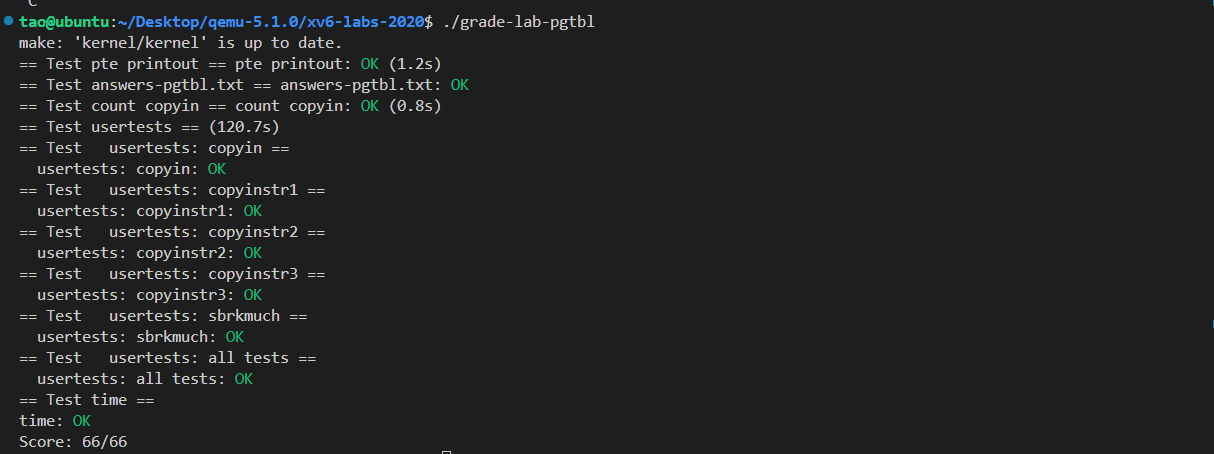 C
tao@ubuntu:~/Desktop/qemu-5.1.0/xv6-labs-2020$ ./grade-lab-pgtbl
make: 'kernel/kernel' is up to date.
== Test pte printout == pte printout: OK (1.2s)
== Test answers-pgtbl.txt == answers-pgtbl.txt: OK
== Test count copyin == count copyin: OK (0.8s)
== Test usertests == (120.7s)
== Test   usertests: copyin ==
  usertests: copyin: OK
== Test   usertests: copyinstr1 ==
  usertests: copyinstr1: OK
== Test   usertests: copyinstr2 ==
  usertests: copyinstr2: OK
== Test   usertests: copyinstr3 ==
  usertests: copyinstr3: OK
== Test   usertests: sbrkmuch ==
  usertests: sbrkmuch: OK
== Test   usertests: all tests ==
  usertests: all tests: OK
== Test time ==
time: OK
Score: 66/66